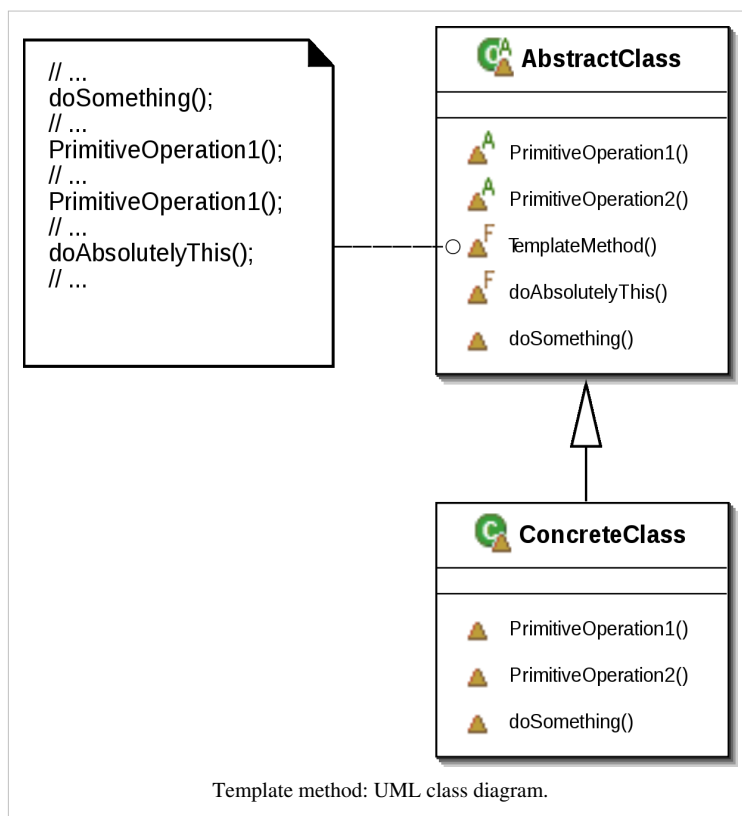 // ...
doSomething();
// ...
PrimitiveOperation1();
// ...
PrimitiveOperation1();
// ...
doAbsolutelyThis();
// ...
C A AbstractClass
A PrimitiveOperation1()
A PrimitiveOperation2()
F TemplateMethod()
F doAbsolutelyThis()
doSomething()
C ConcreteClass
PrimitiveOperation1()
PrimitiveOperation2()
doSomething()
Template method: UML class diagram.